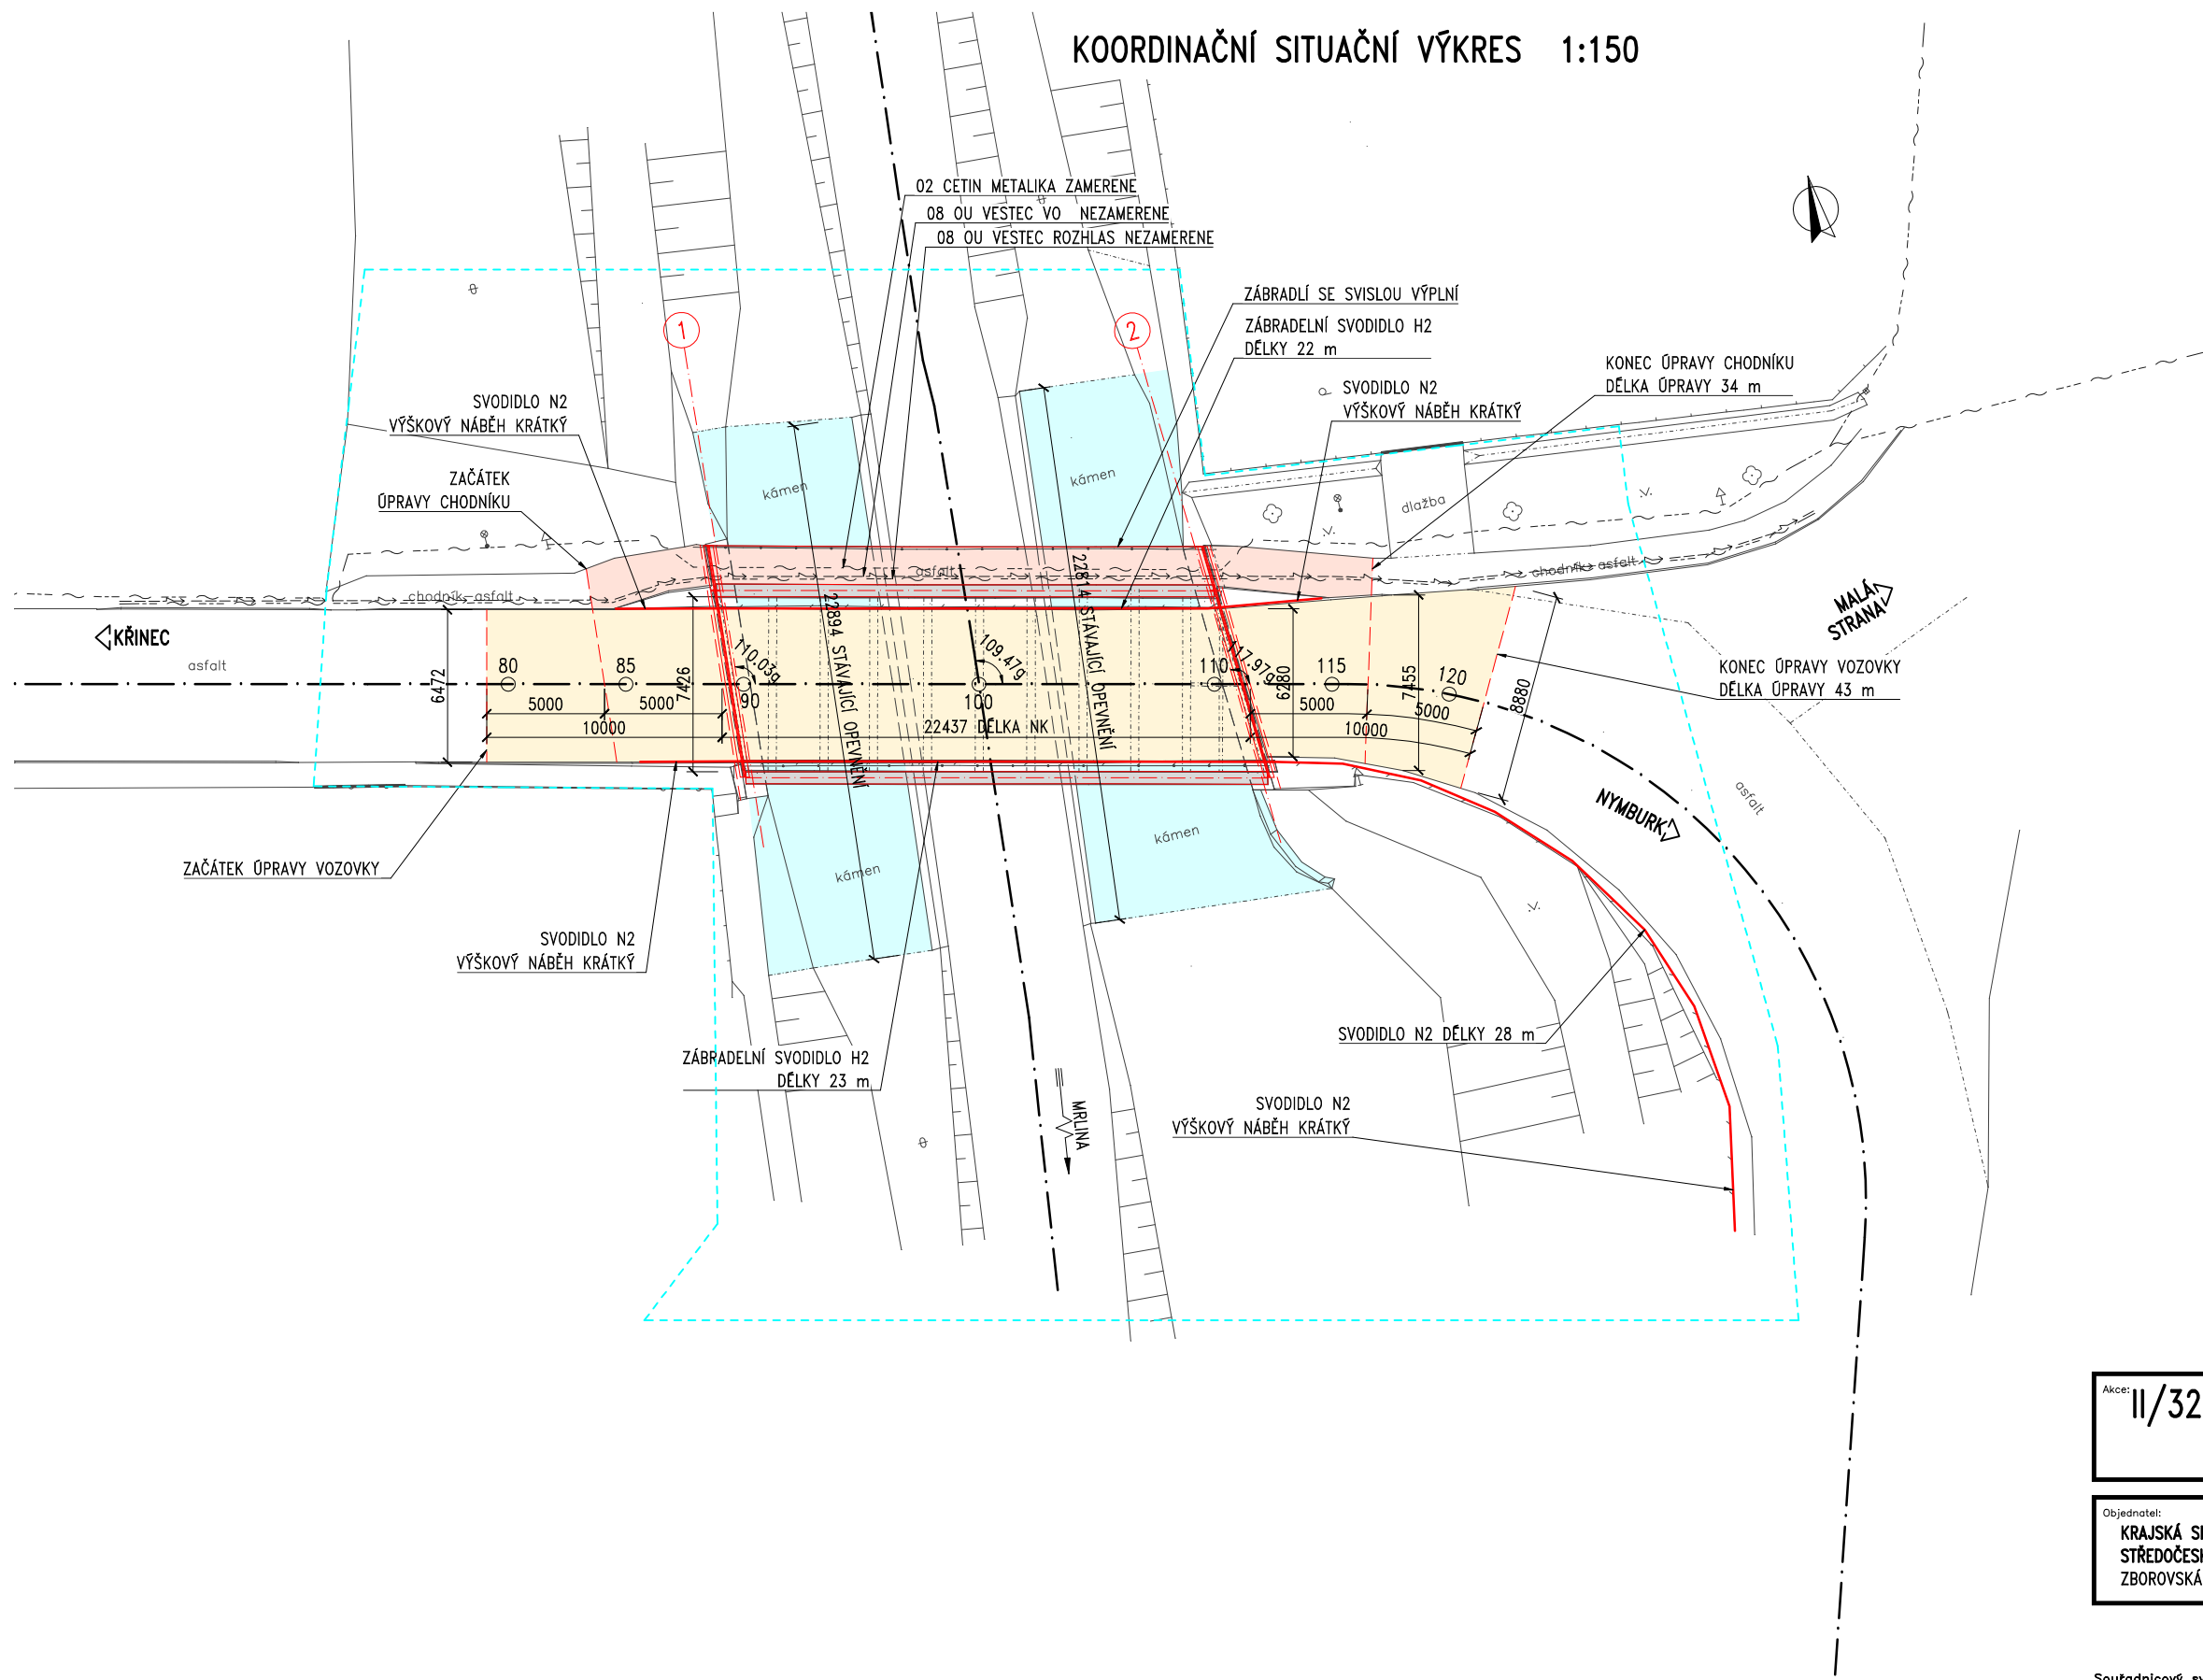 KOORDINAČNÍ SITUAČNÍ VÝKRES 1:150
02 CETIN METALIKA ZAMERENE
08 OU VESTEC VO NEZAMERENE
08 OU VESTEC ROZHLAS NEZAMERENE
ZÁBRADLÍ SE SVISLOU VÝPLNÍ
ZÁBRADELNÍ SVODIDLO H2
DÉLKY 22 m
1
2
KONEC ÚPRAVY CHODNÍKU
DÉLKA ÚPRAVY 34 m
SVODIDLO N2
VÝŠKOVÝ NÁBĚH KRÁTKÝ
SVODIDLO N2
VÝŠKOVÝ NÁBĚH KRÁTKÝ
ZAČÁTEK
ÚPRAVY CHODNÍKU
kámen
kámen
dlažba
asfalt
chodník-asfalt
chodník-asfalt
MALÁ
STRANA
KŘINEC
asfalt
6472
80
85
7426
110.03g
90
22894 STÁVAJÍCÍ OPEVNĚNÍ
109.47g
100
22814 STÁVAJÍCÍ OPEVNĚNÍ
110
117.97g
6280
115
7455
120
8880
5000
5000
10000
22437 DÉLKA NK
5000
5000
10000
KONEC ÚPRAVY VOZOVKY
DÉLKA ÚPRAVY 43 m
asfalt
NYMBURK
kámen
kámen
ZAČÁTEK ÚPRAVY VOZOVKY
SVODIDLO N2
VÝŠKOVÝ NÁBĚH KRÁTKÝ
SVODIDLO N2 DÉLKY 28 m
ZÁBRADELNÍ SVODIDLO H2
DÉLKY 23 m
MRLINA
SVODIDLO N2
VÝŠKOVÝ NÁBĚH KRÁTKÝ
Akce:
II/32
Objednatel:
KRAJSKÁ
STŘEDOČESK
ZBOROVSKÁ
Souřadnicový